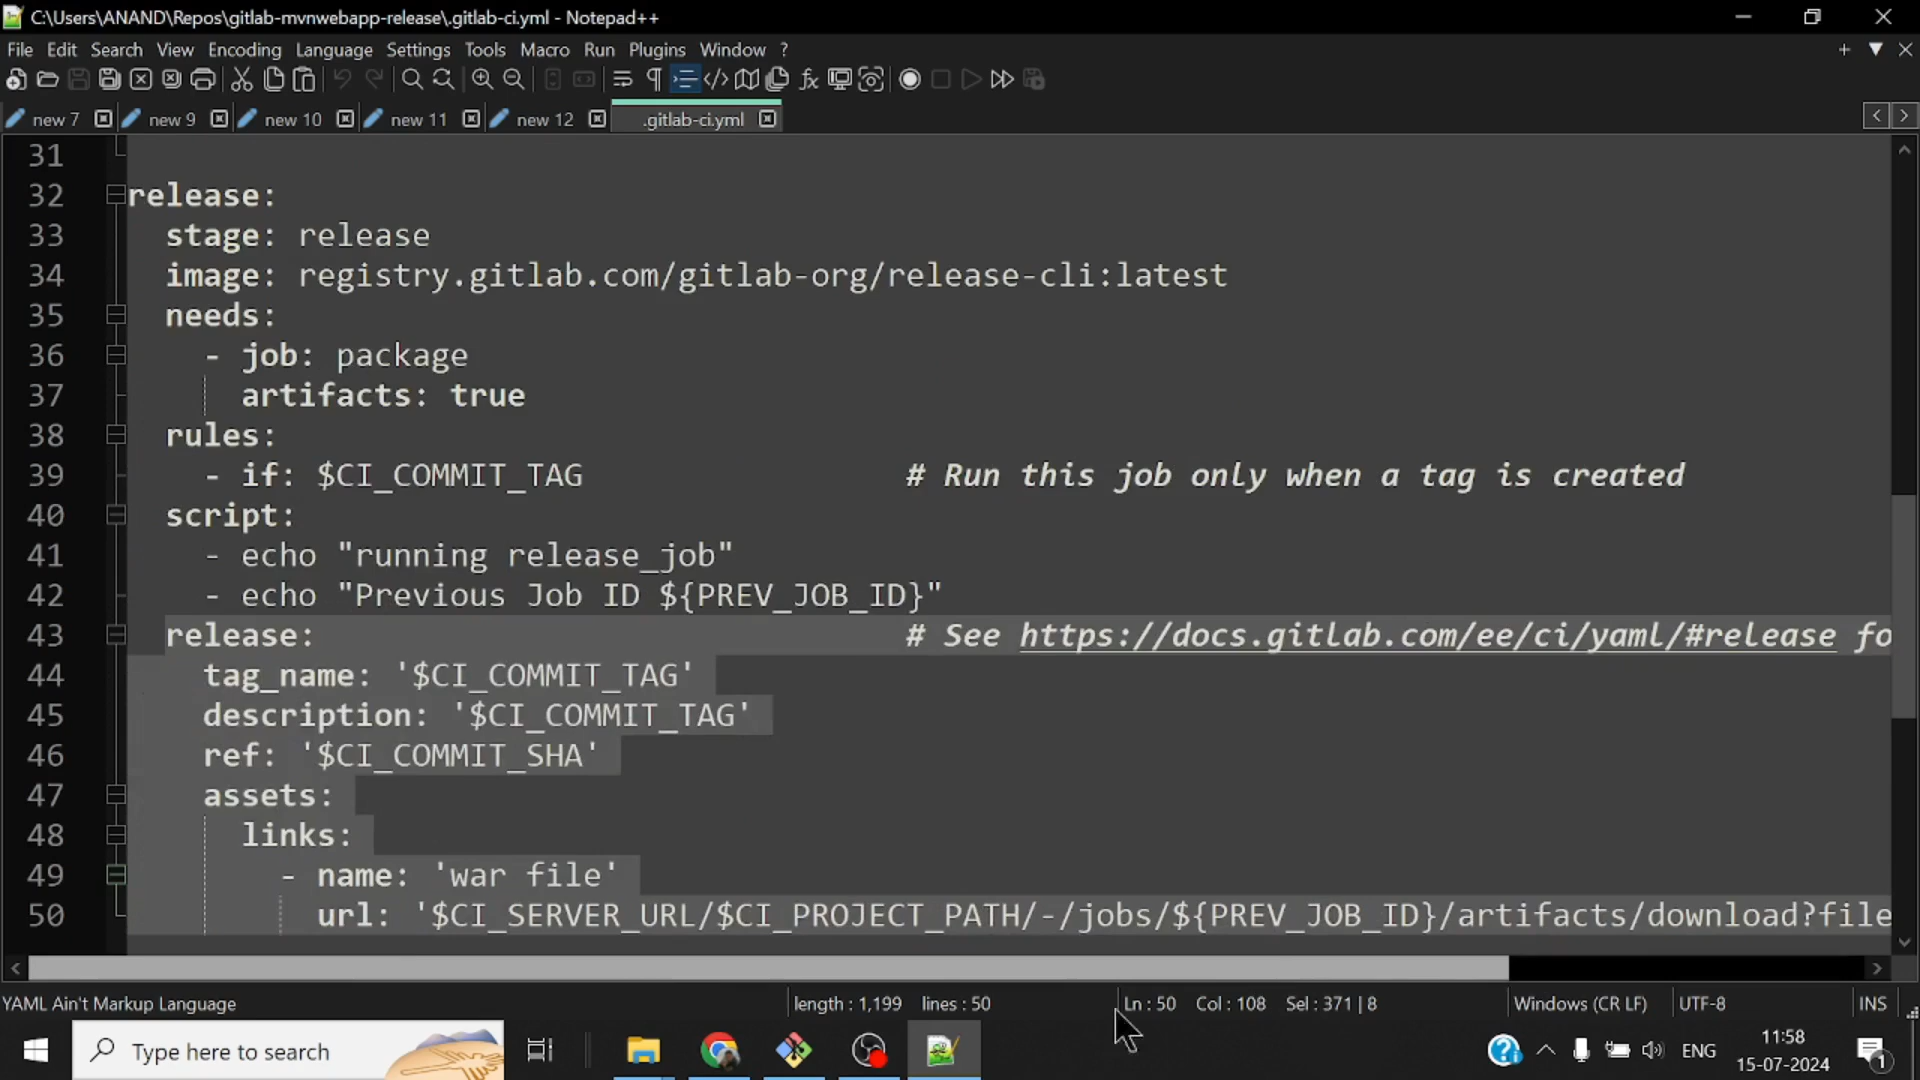 C:\Users\ANAND\Repos\gitlab-mvnwebapp-release\.gitlab-ci.yml - Notepad++
File Edit Search View Encoding Language Settings Tools Macro Run Plugins Window ?
new 7 new 9 new 10 new 11 new 12 .gitlab-ci.yml
31
32 release:
33 stage: release
34 image: registry.gitlab.com/gitlab-org/release-cli:latest
35 needs:
36 - job: package
37 artifacts: true
38 rules:
39 - if: $CI_COMMIT_TAG # Run this job only when a tag is created
40 script:
41 - echo "running release_job"
42 - echo "Previous Job ID ${PREV_JOB_ID}"
43 release: # See https://docs.gitlab.com/ee/ci/yaml/#release fo
44 tag_name: '$CI_COMMIT_TAG'
45 description: '$CI_COMMIT_TAG'
46 ref: '$CI_COMMIT_SHA'
47 assets:
48 links:
49 - name: 'war file'
50 url: '$CI_SERVER_URL/$CI_PROJECT_PATH/-/jobs/${PREV_JOB_ID}/artifacts/download?file
YAML Ain't Markup Language length : 1,199 lines : 50 Ln : 50 Col : 108 Sel : 371 | 8 Windows (CR LF) UTF-8 INS
Type here to search ENG 11:58
15-07-2024 1